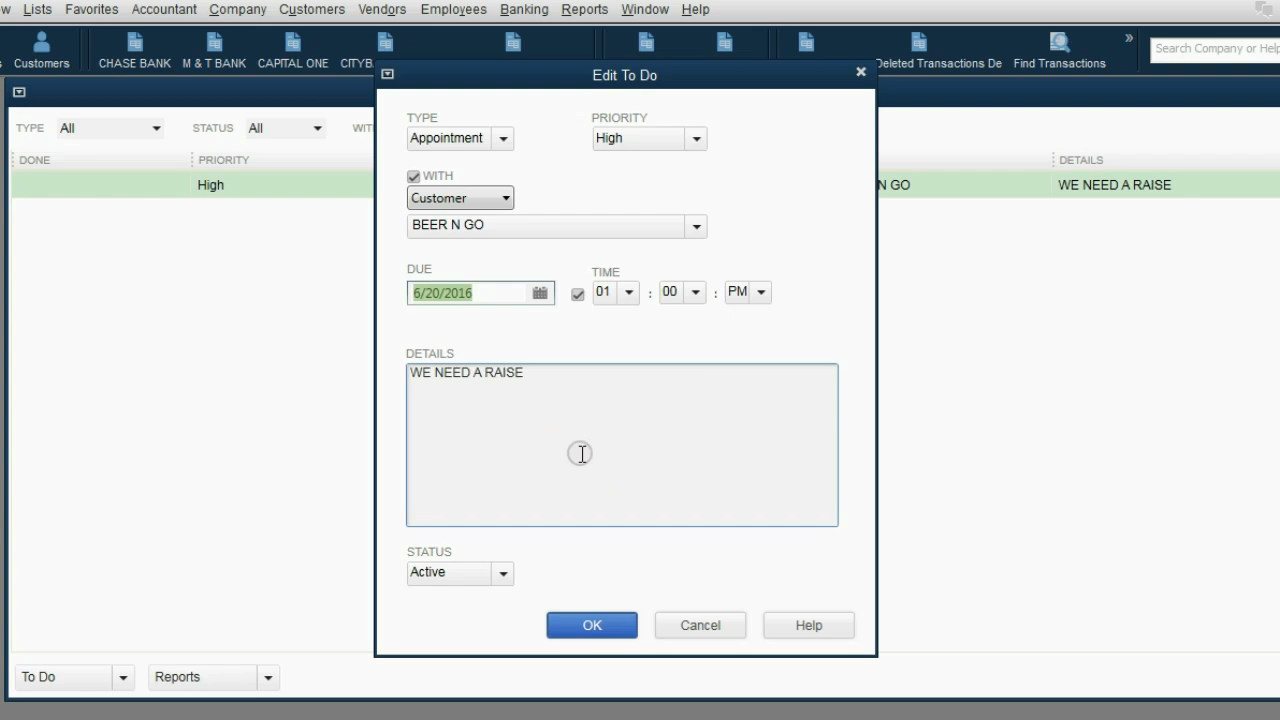 w Lists Favorites Accountant Company Customers Vendors Employees Banking Reports Window Help
s Customers CHASE BANK M & T BANK CAPITAL ONE CITYB Deleted Transactions De Find Transactions » Search Company or Help
Edit To Do
TYPE All STATUS All WIT
DONE PRIORITY DETAILS
High N GO WE NEED A RAISE
TYPE PRIORITY
Appointment High
WITH
Customer
BEER N GO
DUE TIME
6/20/2016 01 : 00 : PM
DETAILS
WE NEED A RAISE
STATUS
Active
OK Cancel Help
To Do Reports